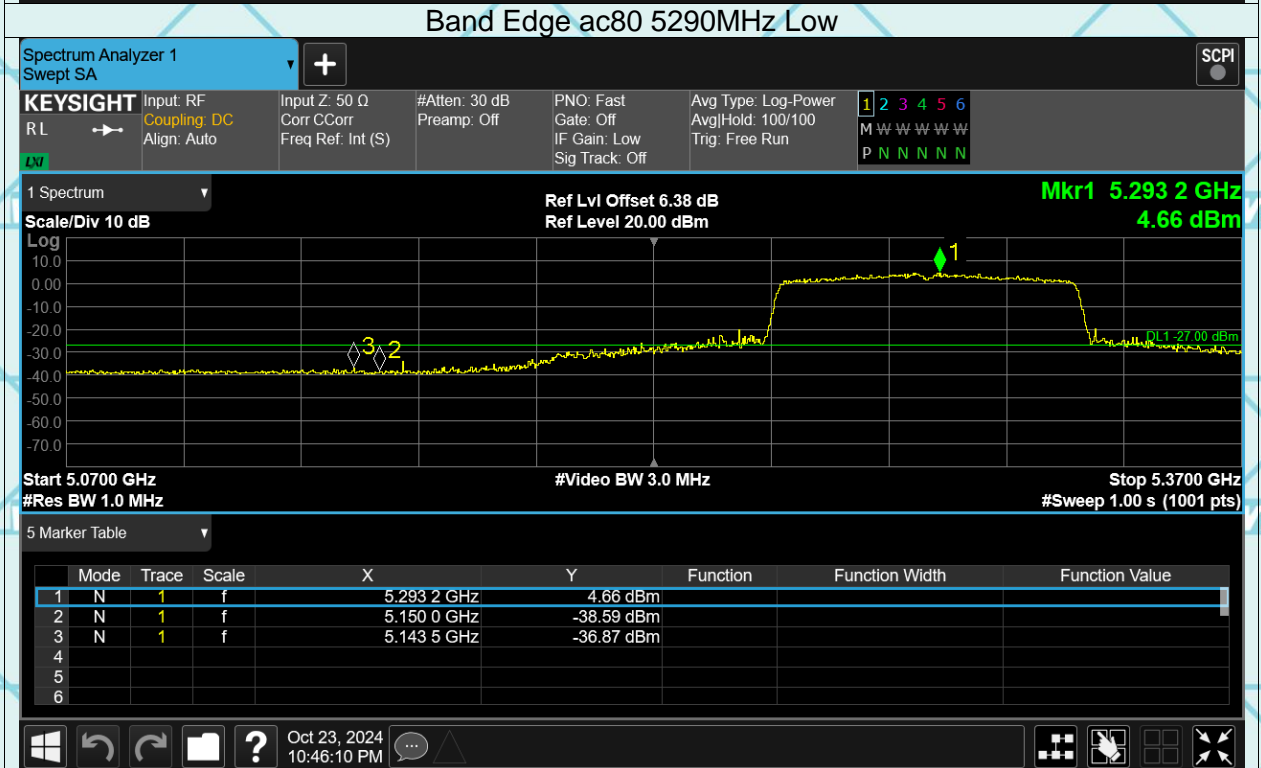 Band Edge ac80 5290MHz Low
Spectrum Analyzer 1
Swept SA
+
SCPI
KEYSIGHT
RL
LXI
Input: RF
Coupling: DC
Align: Auto
Input Z: 50 Ω
Corr CCorr
Freq Ref: Int (S)
#Atten: 30 dB
Preamp: Off
PNO: Fast
Gate: Off
IF Gain: Low
Sig Track: Off
Avg Type: Log-Power
Avg|Hold: 100/100
Trig: Free Run
1 2 3 4 5 6
M W W W W W
P N N N N N
1 Spectrum
Scale/Div 10 dB
Ref Lvl Offset 6.38 dB
Ref Level 20.00 dBm
Mkr1 5.293 2 GHz
4.66 dBm
Log
10.0
0.00
-10.0
-20.0
-30.0
-40.0
-50.0
-60.0
-70.0
1
3
2
DL1 -27.00 dBm
Start 5.0700 GHz
#Res BW 1.0 MHz
#Video BW 3.0 MHz
Stop 5.3700 GHz
#Sweep 1.00 s (1001 pts)
5 Marker Table
Mode Trace Scale X Y Function Function Width Function Value
1 N 1 f 5.293 2 GHz 4.66 dBm
2 N 1 f 5.150 0 GHz -38.59 dBm
3 N 1 f 5.143 5 GHz -36.87 dBm
4
5
6
?
Oct 23, 2024
10:46:10 PM